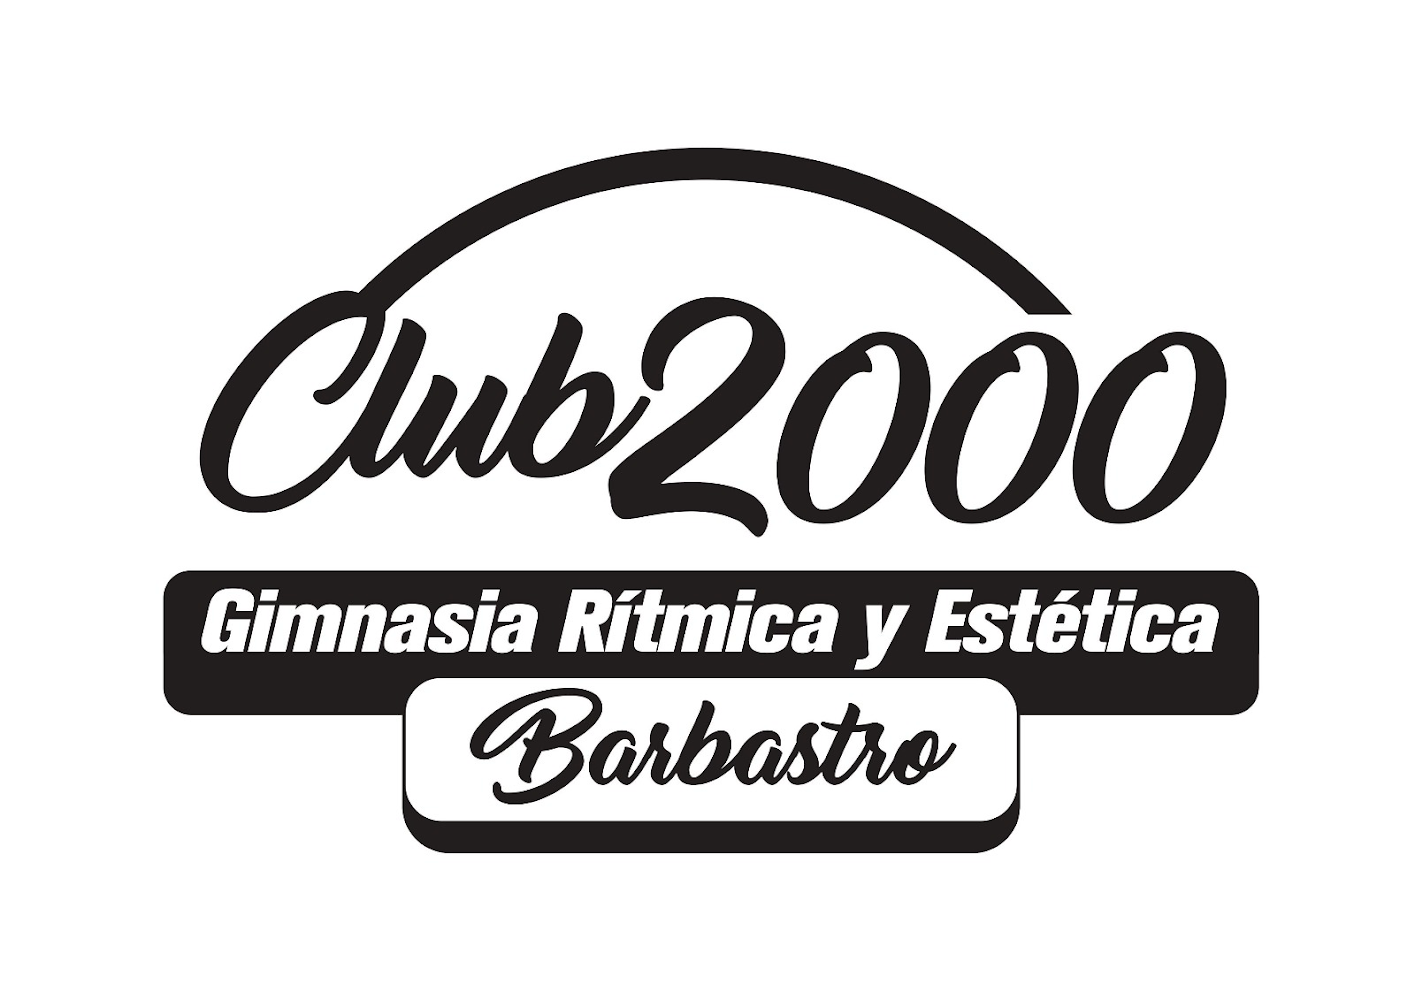 Club2000
Gimnasia Rítmica y Estética
Barbastro